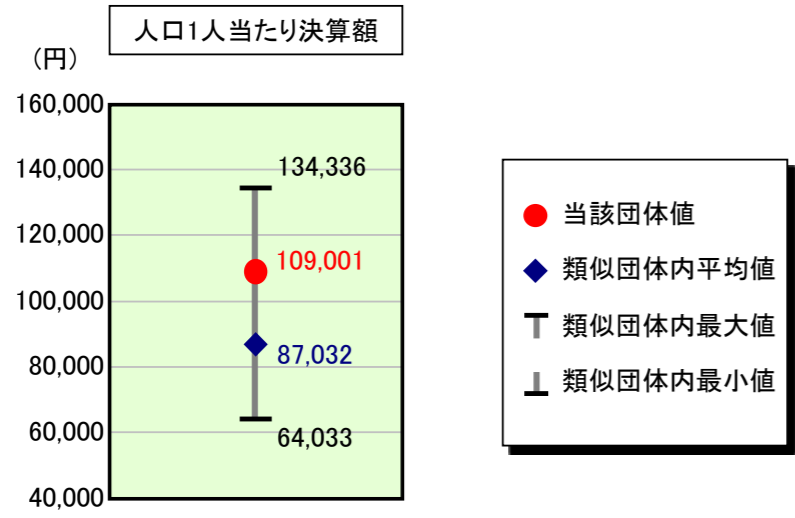 人口1人当たり決算額
（円）
160,000
140,000
120,000
100,000
80,000
60,000
40,000
134,336
109,001
87,032
64,033
当該団体値
類似団体内平均値
類似団体内最大値
類似団体内最小値